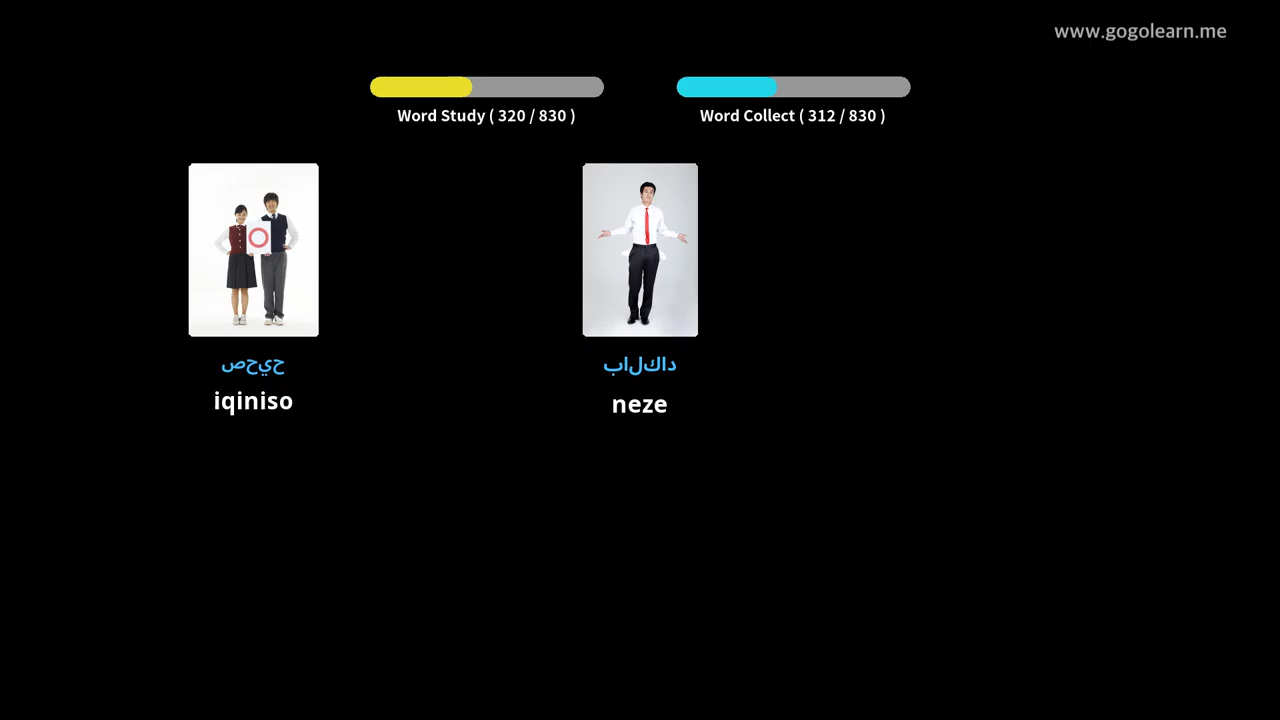 www.gogolearn.me
Word Study ( 320 / 830 )
Word Collect ( 312 / 830 )
صحيح
بالكاد
iqiniso
neze